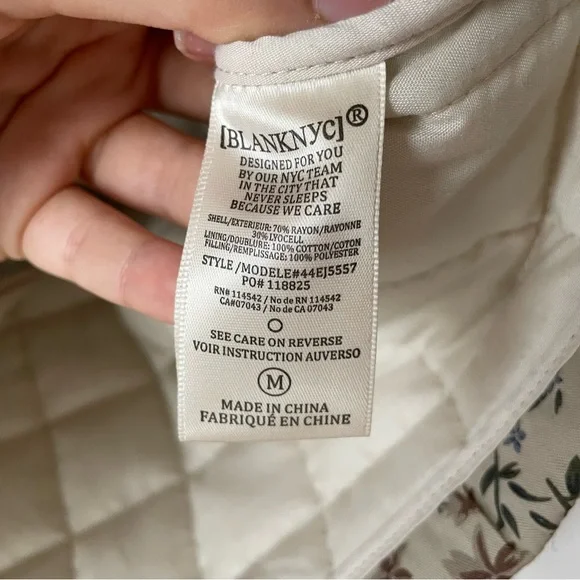 [BLANKNYC]®
DESIGNED FOR YOU
BY OUR NYC TEAM
IN THE CITY THAT
NEVER SLEEPS
BECAUSE WE CARE
SHELL/EXTERIEUR: 70% RAYON/RAYONNE
30% LYOCELL
LINING/DOUBLURE: 100% COTTON/COTON
FILLING/REMPLISSAGE: 100% POLYESTER
STYLE /MODELE#44EJ5557
PO# 118825
RN# 114542 / No de RN 114542
CA#07043 / No de CA 07043
SEE CARE ON REVERSE
VOIR INSTRUCTION AUVERSO
M
MADE IN CHINA
FABRIQUÉ EN CHINE